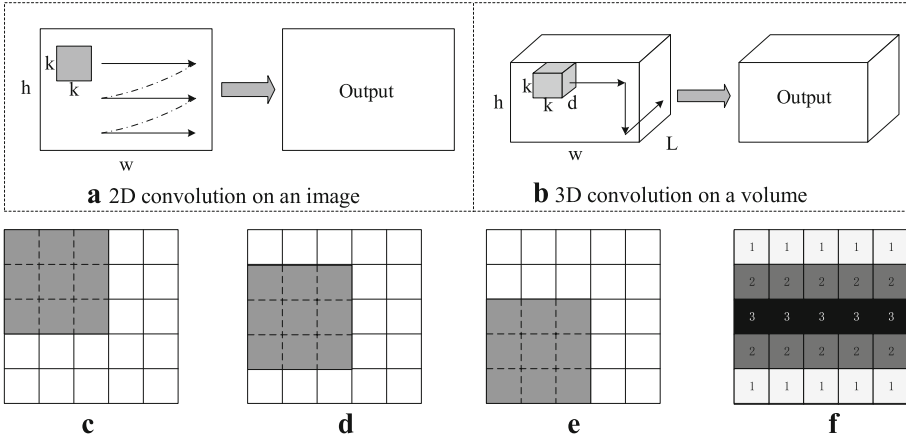 k
k
h
w
Output
a 2D convolution on an image
k
k
d
h
w
L
Output
b 3D convolution on a volume
1 1 1 1 1
2 2 2 2 2
3 3 3 3 3
2 2 2 2 2
1 1 1 1 1
c
d
e
f